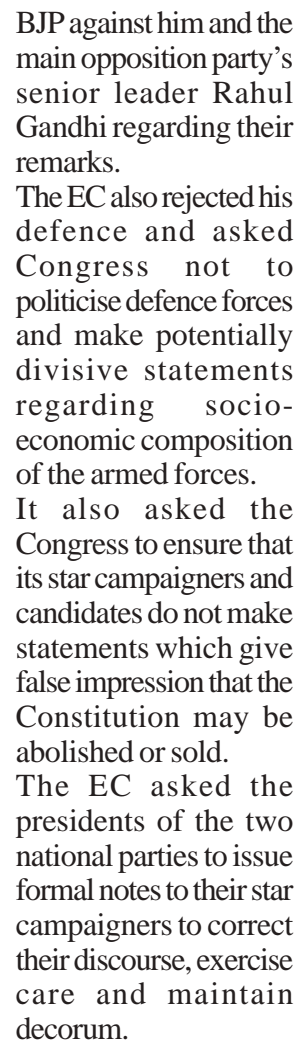 BJP against him and the
main opposition party's
senior leader Rahul
Gandhi regarding their
remarks.
The EC also rejected his
defence and asked
Congress not to
politicise defence forces
and make potentially
divisive statements
regarding socio-
economic composition
of the armed forces.
It also asked the
Congress to ensure that
its star campaigners and
candidates do not make
statements which give
false impression that the
Constitution may be
abolished or sold.
The EC asked the
presidents of the two
national parties to issue
formal notes to their star
campaigners to correct
their discourse, exercise
care and maintain
decorum.